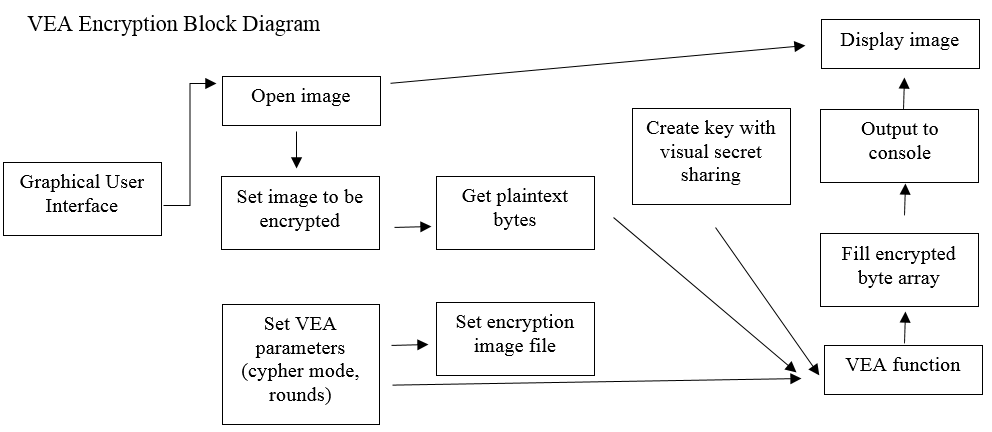 VEA Encryption Block Diagram
Display image
Open image
Create key with
visual secret
sharing
Output to
console
Graphical User
Interface
Set image to be
encrypted
Get plaintext
bytes
Fill encrypted
byte array
Set VEA
parameters
(cypher mode,
rounds)
Set encryption
image file
VEA function